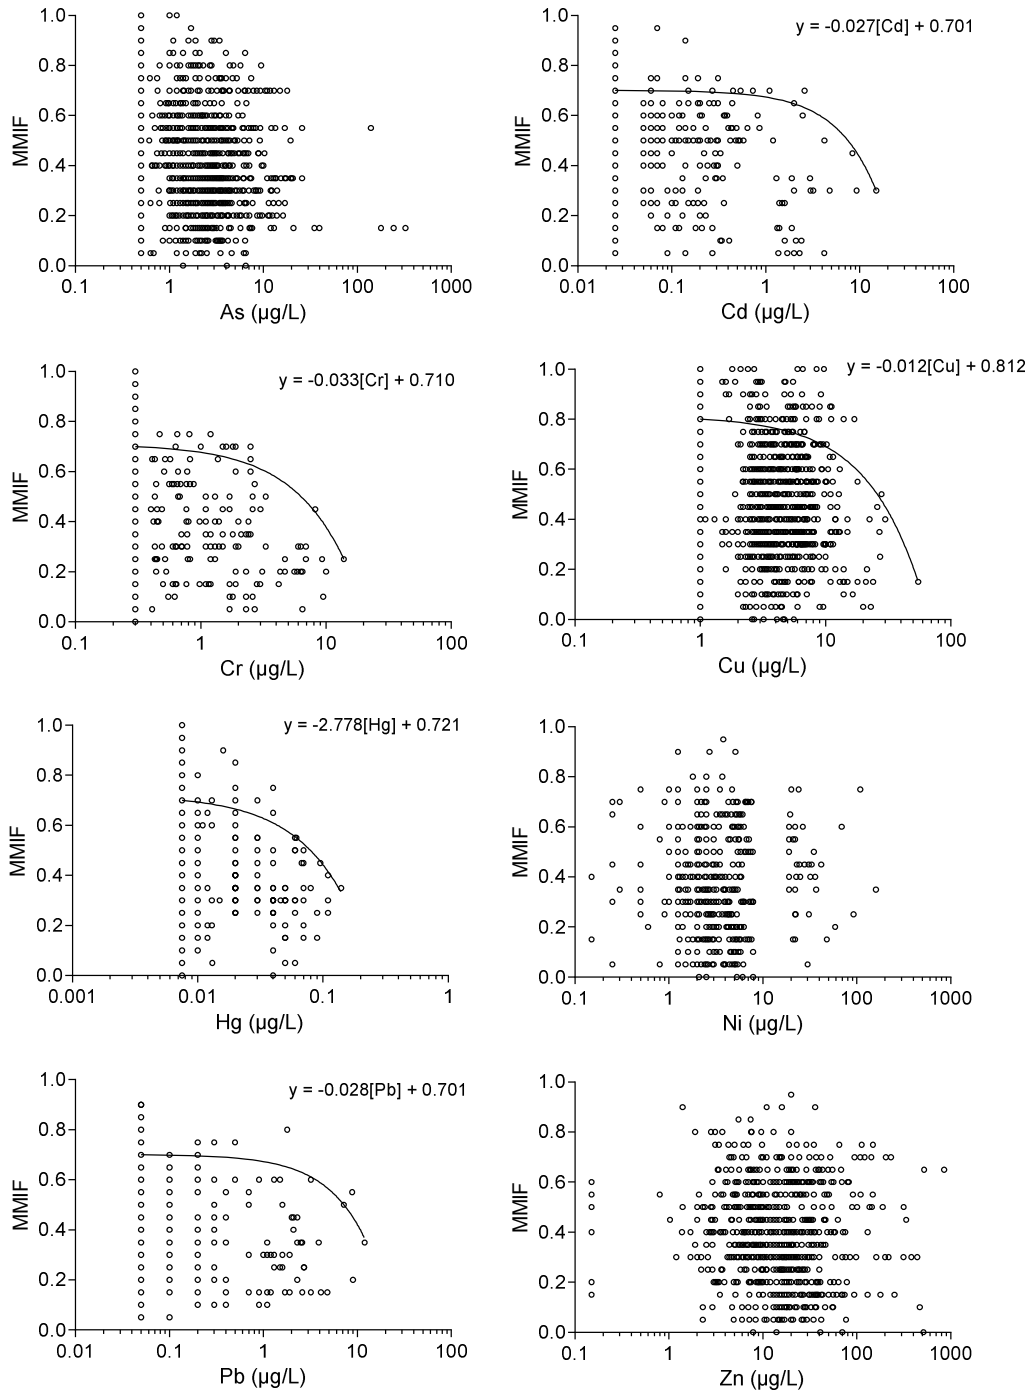 1.0
0.8
0.6
0.4
0.2
0.0
MMIF
0.1 1 10 100 1000
As (µg/L)
y = -0.027[Cd] + 0.701
1.0
0.8
0.6
0.4
0.2
0.0
MMIF
0.01 0.1 1 10 100
Cd (µg/L)
y = -0.033[Cr] + 0.710
1.0
0.8
0.6
0.4
0.2
0.0
MMIF
0.1 1 10 100
Cr (µg/L)
y = -0.012[Cu] + 0.812
1.0
0.8
0.6
0.4
0.2
0.0
MMIF
0.1 1 10 100
Cu (µg/L)
y = -2.778[Hg] + 0.721
1.0
0.8
0.6
0.4
0.2
0.0
MMIF
0.001 0.01 0.1 1
Hg (µg/L)
1.0
0.8
0.6
0.4
0.2
0.0
MMIF
0.1 1 10 100 1000
Ni (µg/L)
y = -0.028[Pb] + 0.701
1.0
0.8
0.6
0.4
0.2
0.0
MMIF
0.01 0.1 1 10 100
Pb (µg/L)
1.0
0.8
0.6
0.4
0.2
0.0
MMIF
0.1 1 10 100 1000
Zn (µg/L)